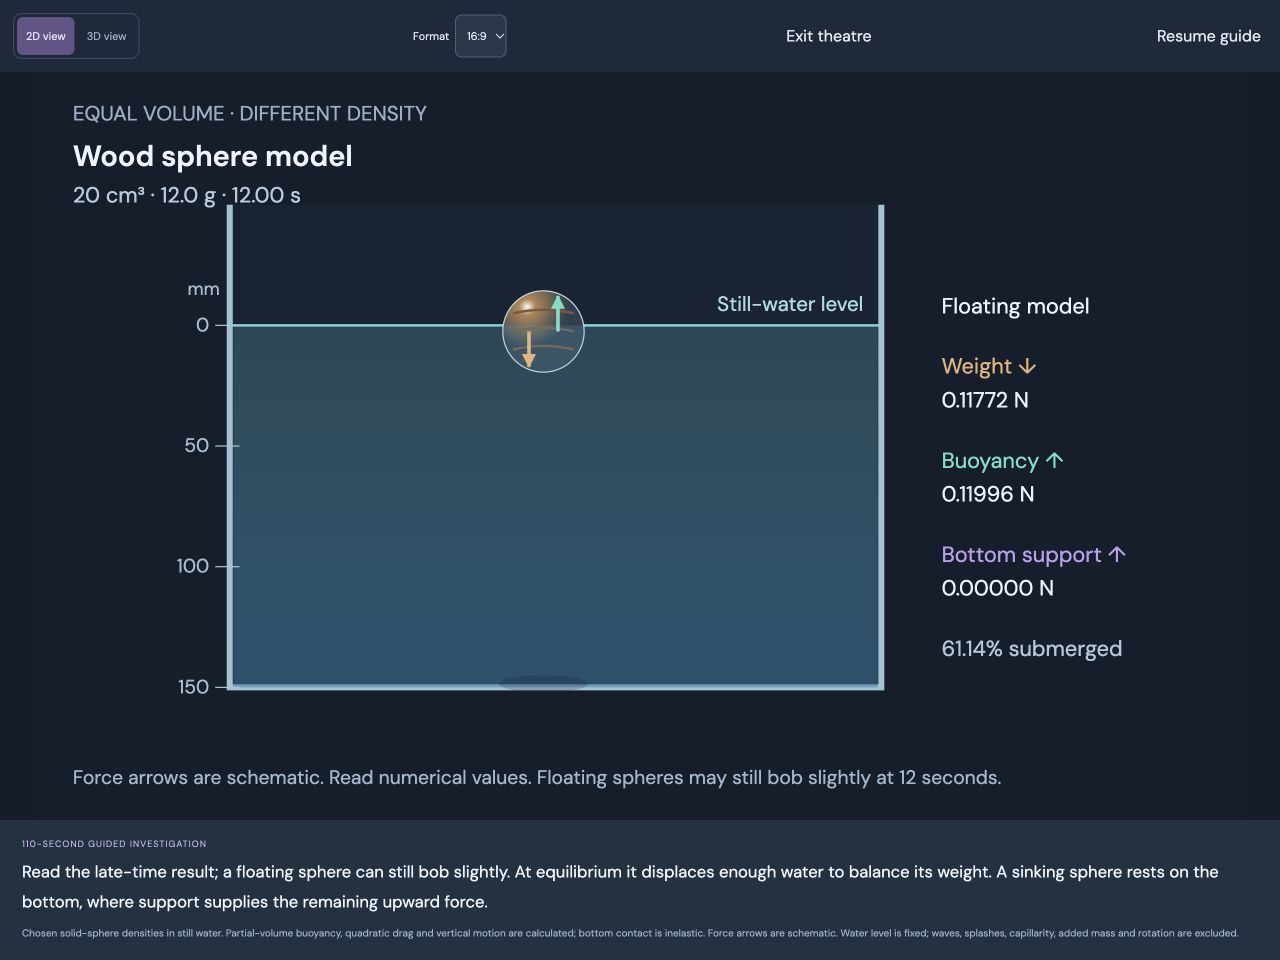 2D view
3D view
Format
16:9
Exit theatre
Resume guide
EQUAL VOLUME · DIFFERENT DENSITY
Wood sphere model
20 cm³ · 12.0 g · 12.00 s
mm
0
50
100
150
Still-water level
Floating model
Weight ↓
0.11772 N
Buoyancy ↑
0.11996 N
Bottom support ↑
0.00000 N
61.14% submerged
Force arrows are schematic. Read numerical values. Floating spheres may still bob slightly at 12 seconds.
110-SECOND GUIDED INVESTIGATION
Read the late-time result; a floating sphere can still bob slightly. At equilibrium it displaces enough water to balance its weight. A sinking sphere rests on the
bottom, where support supplies the remaining upward force.
Chosen solid-sphere densities in still water. Partial-volume buoyancy, quadratic drag and vertical motion are calculated; bottom contact is inelastic. Force arrows are schematic. Water level is fixed; waves, splashes, capillarity, added mass and rotation are excluded.